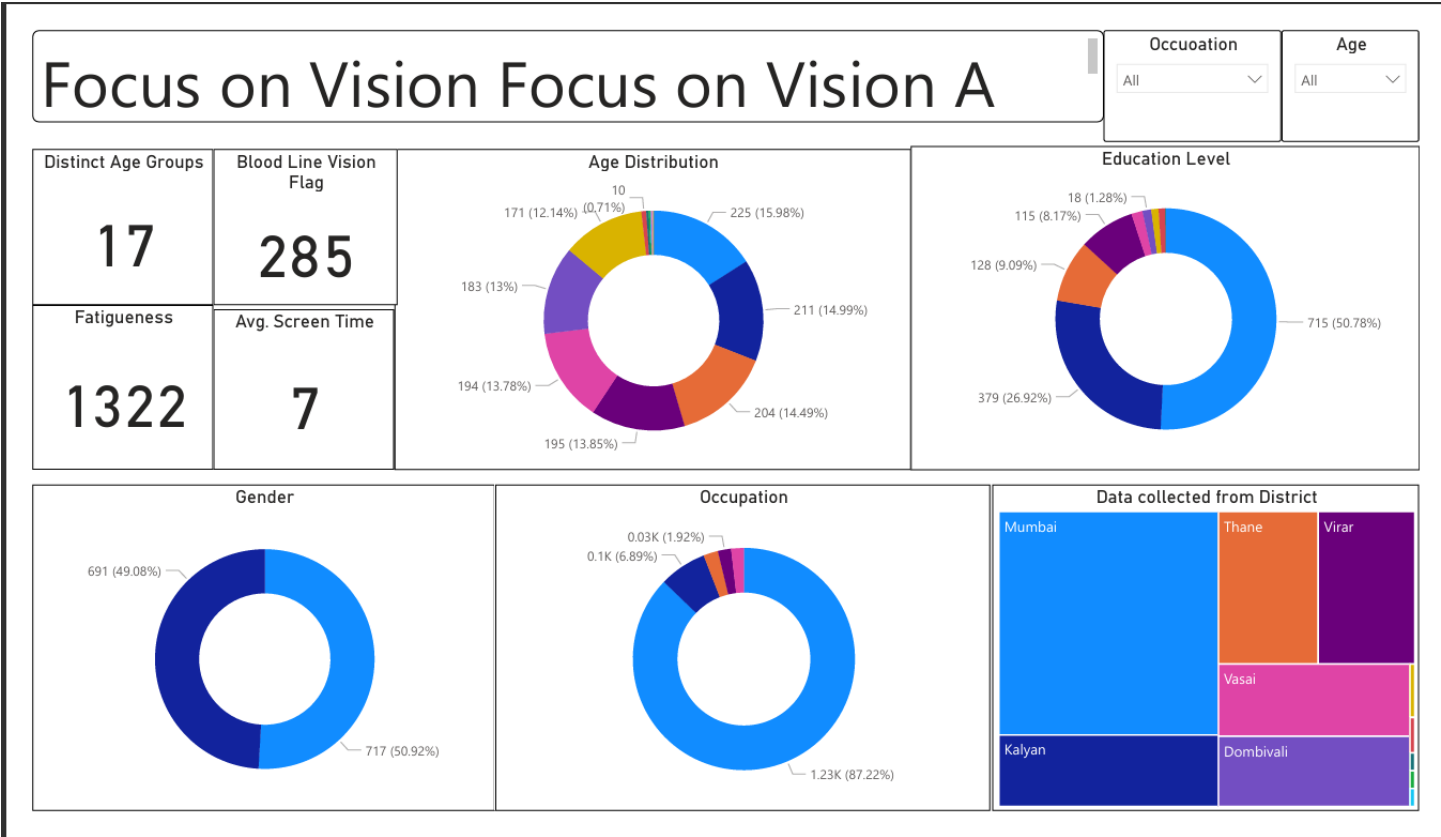 Focus on Vision Focus on Vision A
Occuoation
All
Age
All
Distinct Age Groups
17
Blood Line Vision
Flag
285
Fatigueness
1322
Avg. Screen Time
7
Age Distribution
10
(0.71%)
171 (12.14%)
225 (15.98%)
183 (13%)
211 (14.99%)
194 (13.78%)
204 (14.49%)
195 (13.85%)
Education Level
18 (1.28%)
115 (8.17%)
128 (9.09%)
715 (50.78%)
379 (26.92%)
Gender
691 (49.08%)
717 (50.92%)
Occupation
0.03K (1.92%)
0.1K (6.89%)
1.23K (87.22%)
Data collected from District
Mumbai
Thane
Virar
Vasai
Kalyan
Dombivali